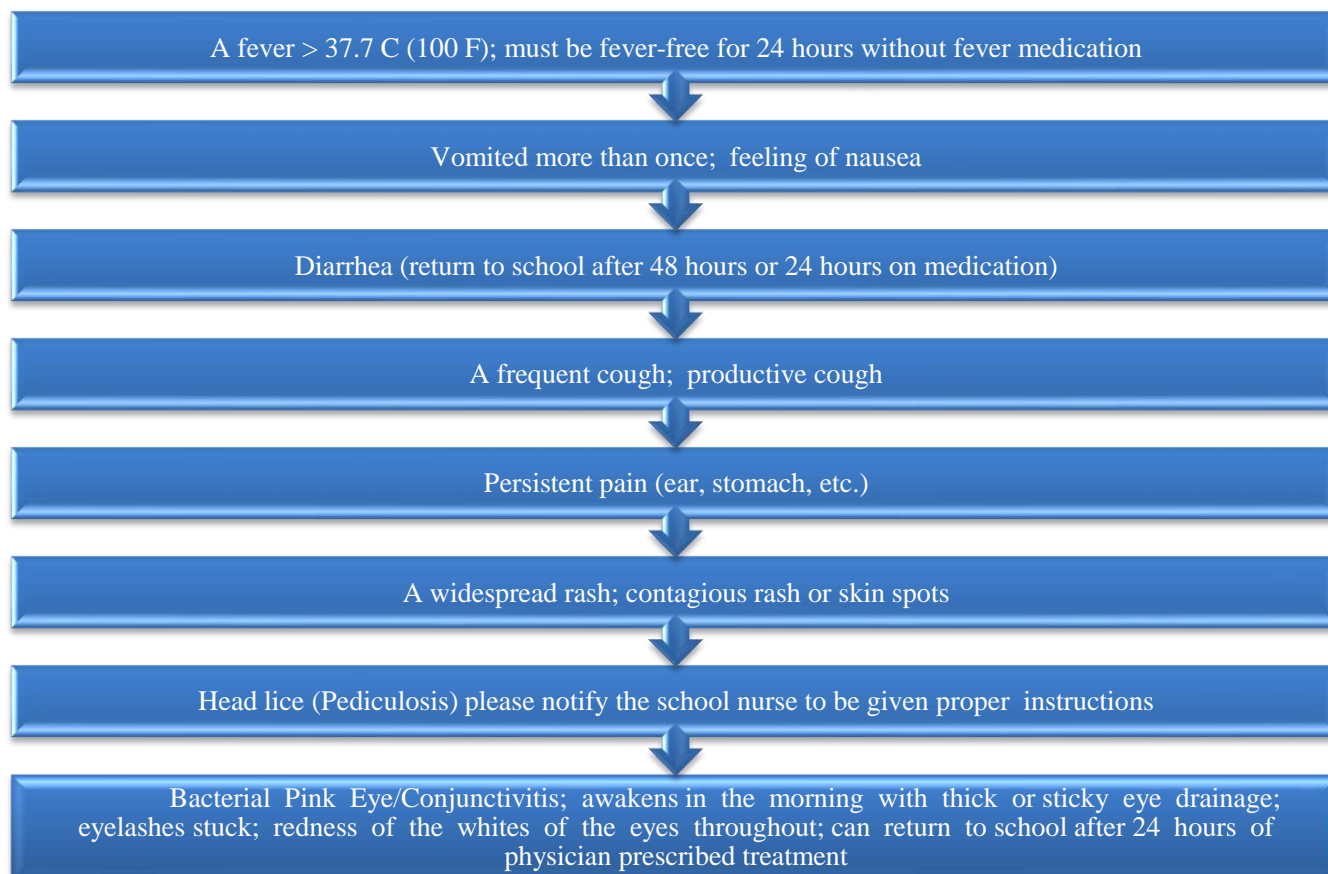 A fever > 37.7 C (100 F); must be fever-free for 24 hours without fever medication
Vomited more than once; feeling of nausea
Diarrhea (return to school after 48 hours or 24 hours on medication)
A frequent cough; productive cough
Persistent pain (ear, stomach, etc.)
A widespread rash; contagious rash or skin spots
Head lice (Pediculosis) please notify the school nurse to be given proper instructions
Bacterial Pink Eye/Conjunctivitis; awakens in the morning with thick or sticky eye drainage;
eyelashes stuck; redness of the whites of the eyes throughout; can return to school after 24 hours of
physician prescribed treatment